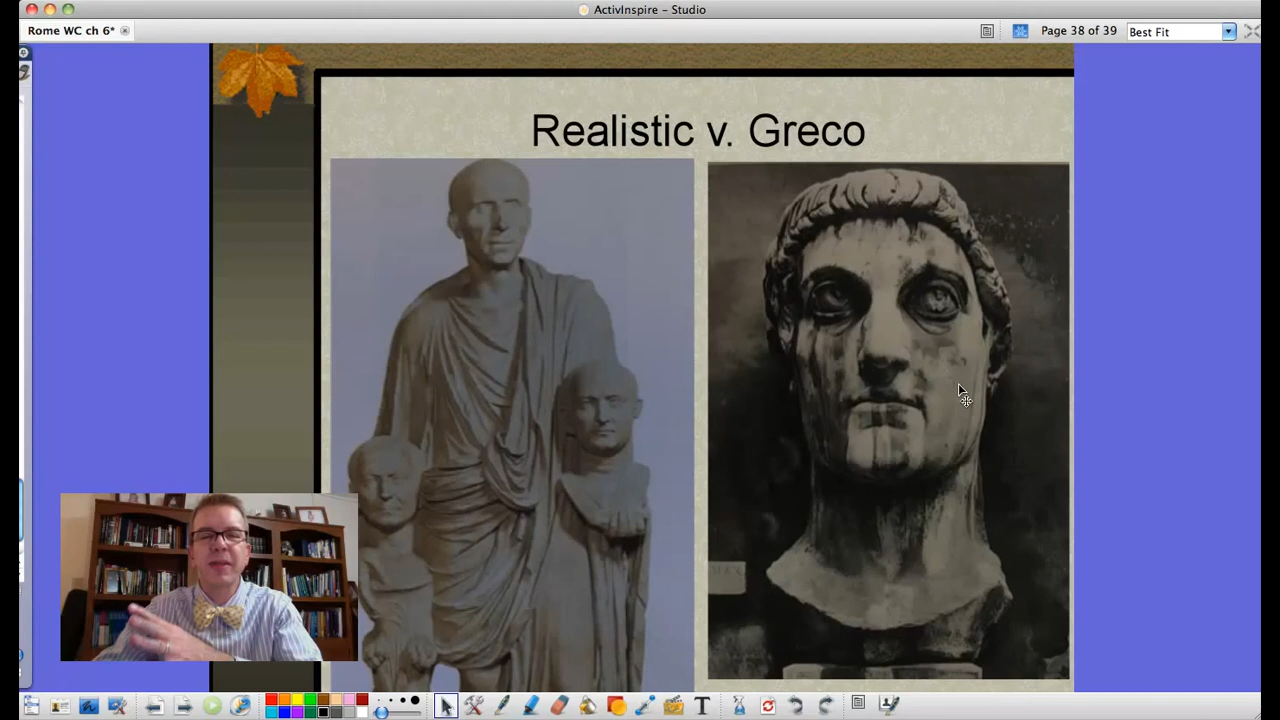 ActivInspire – Studio
Rome WC ch 6*
Page 38 of 39
Best Fit
Realistic v. Greco